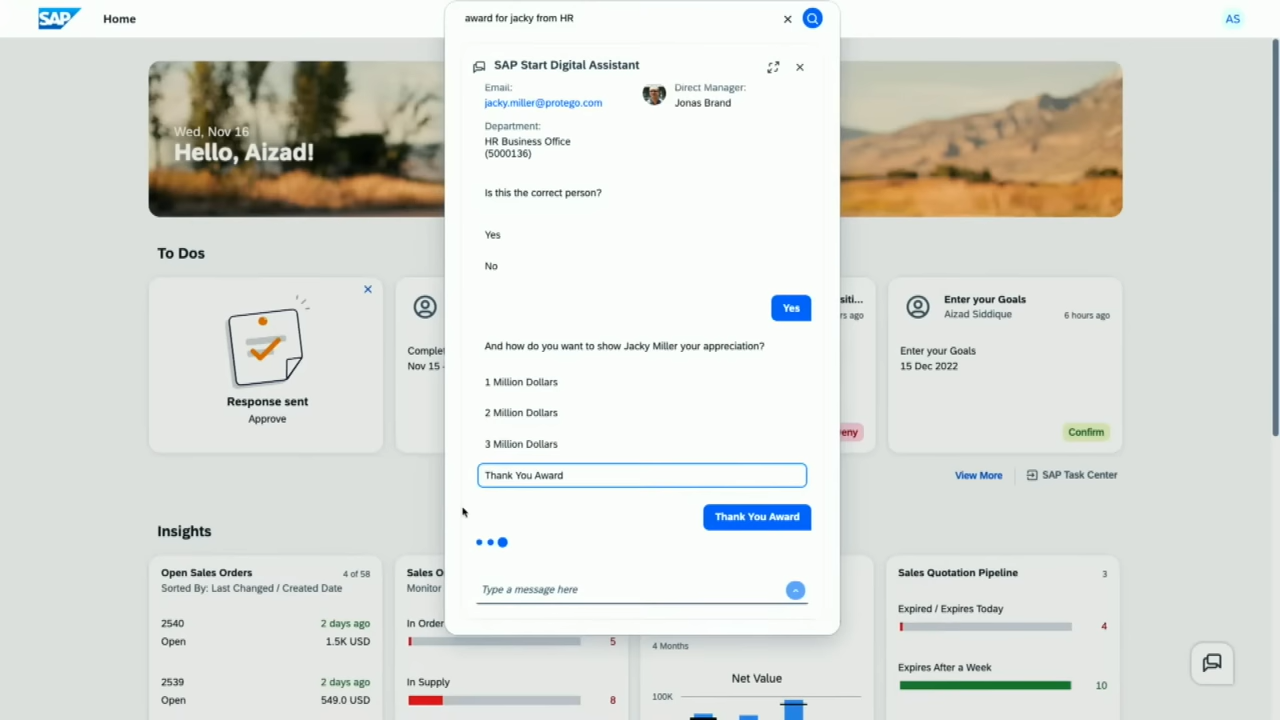 SAP
Home
AS
award for jacky from HR
SAP Start Digital Assistant
Email:
jacky.miller@protego.com
Direct Manager:
Jonas Brand
Department:
HR Business Office
(5000136)
Is this the correct person?
Yes
No
Yes
And how do you want to show Jacky Miller your appreciation?
1 Million Dollars
2 Million Dollars
3 Million Dollars
Thank You Award
Thank You Award
Type a message here
Wed, Nov 16
Hello, Aizad!
To Dos
Response sent
Approve
Nov 15
Enter your Goals
Aizad Siddique
6 hours ago
Enter your Goals
15 Dec 2022
Confirm
View More
SAP Task Center
Insights
Open Sales Orders
4 of 58
Sorted By: Last Changed / Created Date
2540
2 days ago
Open
1.5K USD
2539
2 days ago
Open
549.0 USD
Monitor
In Order
5
In Supply
8
4 Months
Net Value
100K
Sales Quotation Pipeline
3
Expired / Expires Today
4
Expires After a Week
10